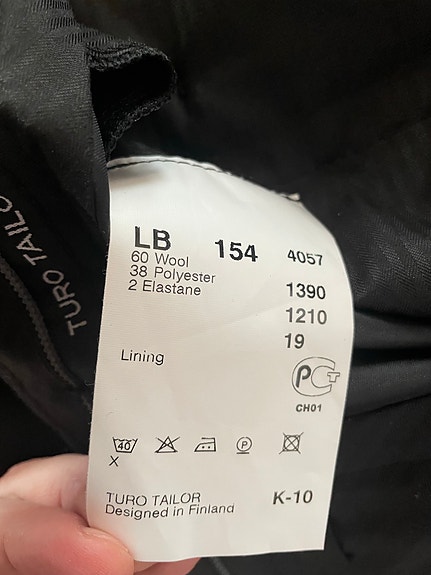 TURO TAILO
LB 154 4057
60 Wool
38 Polyester
2 Elastane 1390
1210
19
Lining
PCT
CH01
40 P
X
TURO TAILOR K-10
Designed in Finland